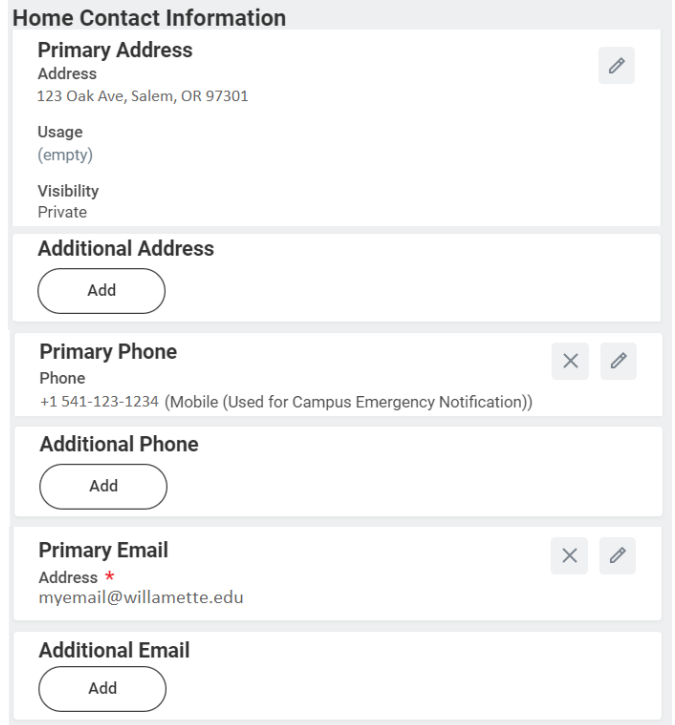 Home Contact Information
Primary Address
Address
123 Oak Ave, Salem, OR 97301
Usage
(empty)
Visibility
Private
Additional Address
Add
Primary Phone
Phone
+1 541-123-1234 (Mobile (Used for Campus Emergency Notification))
Additional Phone
Add
Primary Email
Address *
myemail@willamette.edu
Additional Email
Add